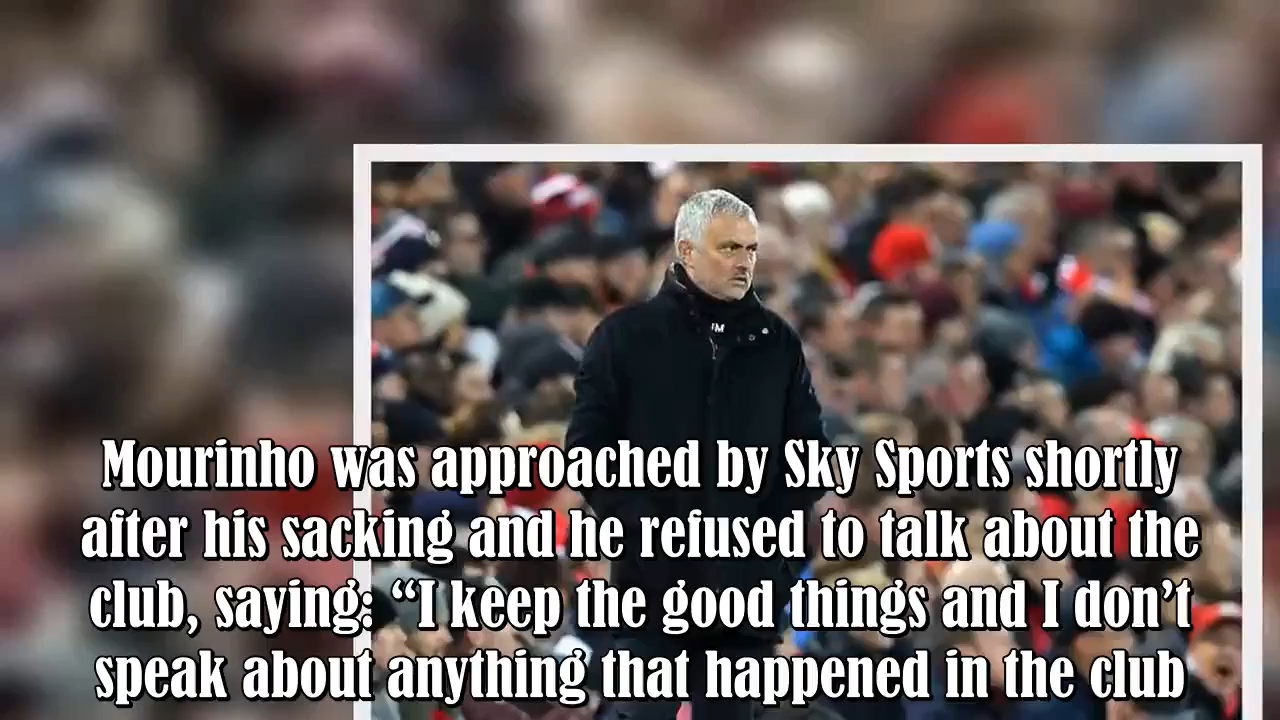 JM
Mourinho was approached by Sky Sports shortly
after his sacking and he refused to talk about the
club, saying: “I keep the good things and I don’t
speak about anything that happened in the club